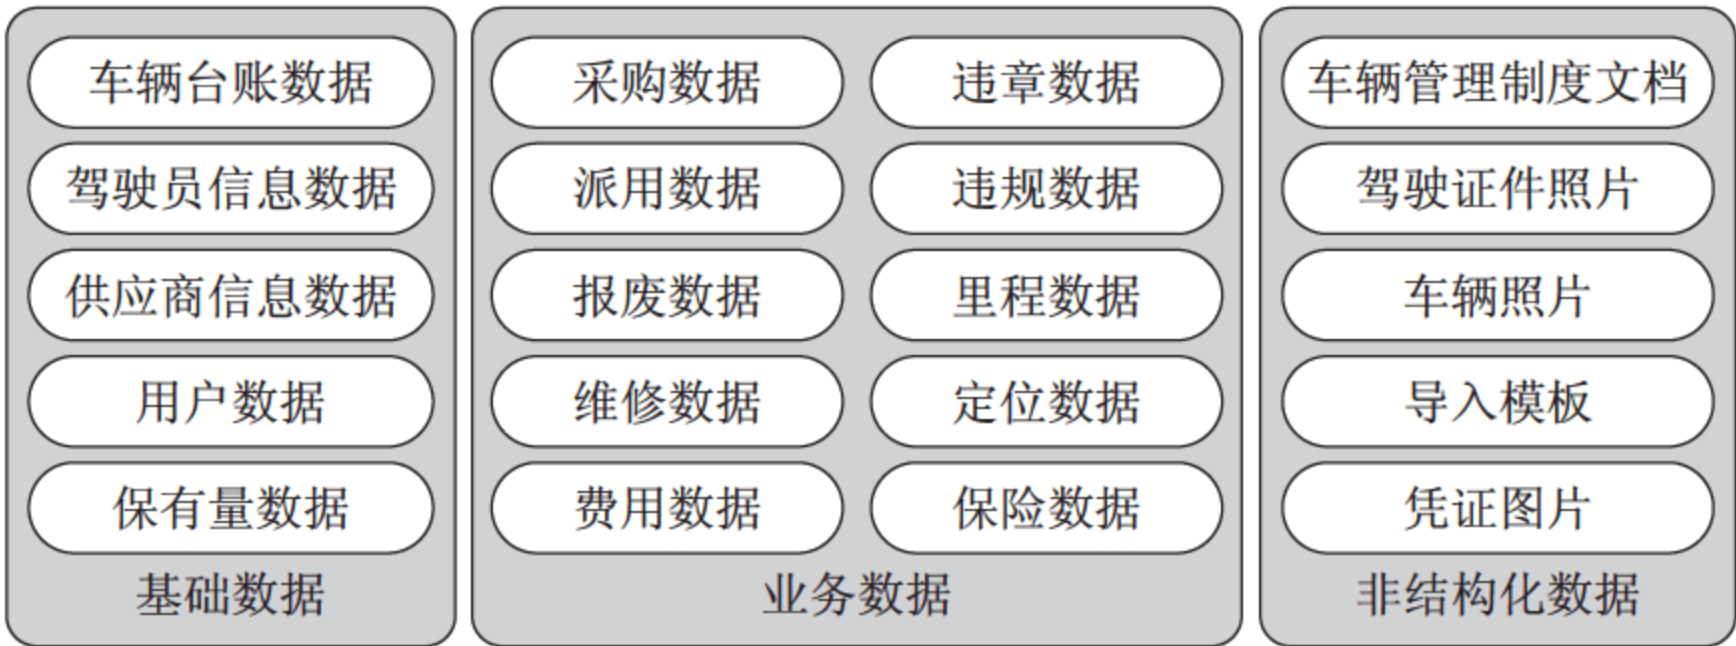 车辆台账数据
驾驶员信息数据
供应商信息数据
用户数据
保有量数据
基础数据
采购数据
违章数据
派用数据
违规数据
报废数据
里程数据
维修数据
定位数据
费用数据
保险数据
业务数据
车辆管理制度文档
驾驶证件照片
车辆照片
导入模板
凭证图片
非结构化数据